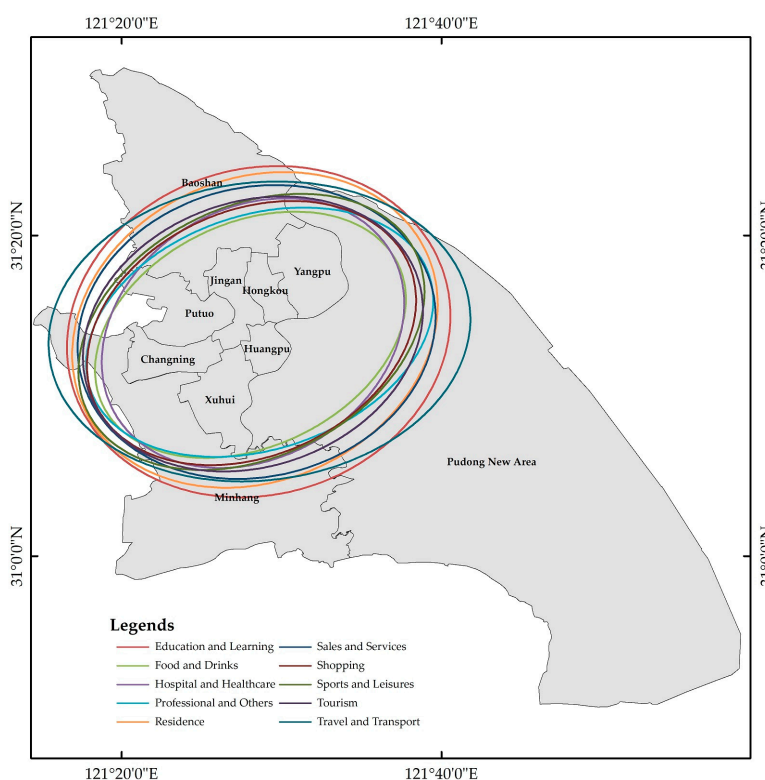 121°20'0"E 121°40'0"E
31°20'0"N
Baoshan
Yangpu
Jingan
Hongkou
Putuo
Huangpu
Changning
Xuhui
Pudong New Area
Minhang
31°0'0"N
Legends
Education and Learning Sales and Services
Food and Drinks Shopping
Hospital and Healthcare Sports and Leisures
Professional and Others Tourism
Residence Travel and Transport
121°20'0"E 121°40'0"E